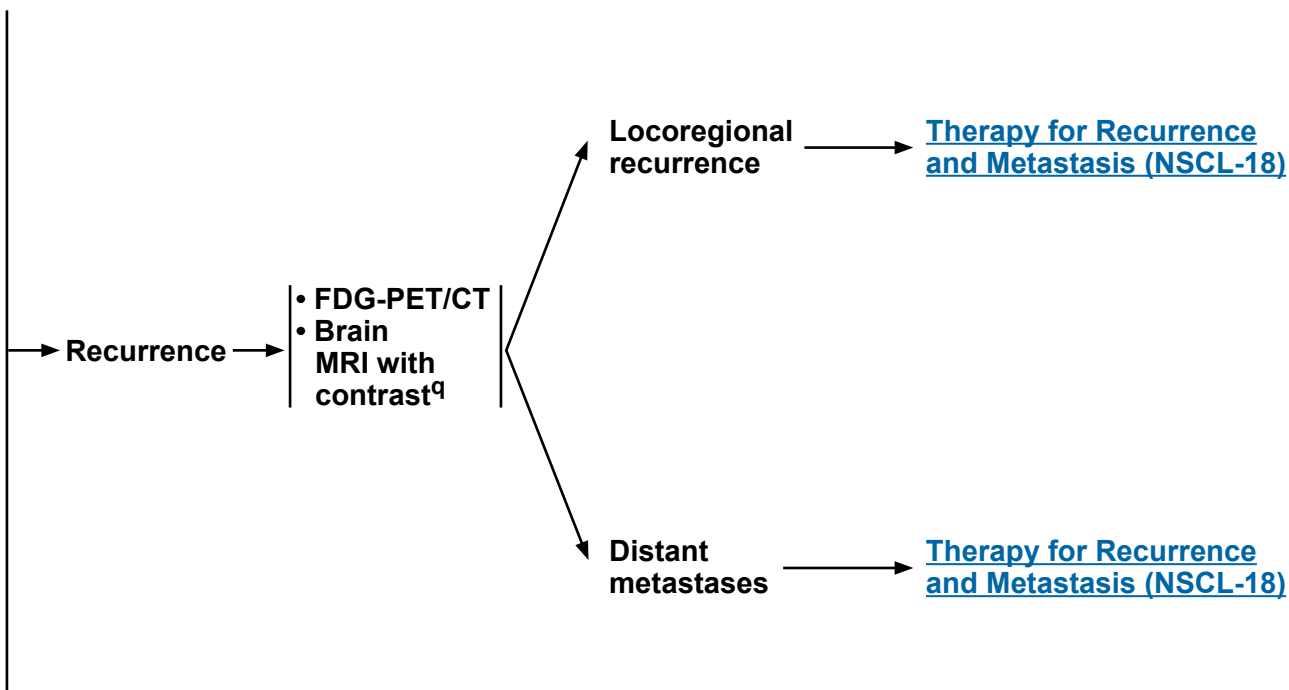 Locoregional
recurrence
Therapy for Recurrence
and Metastasis (NSCL-18)
Recurrence
• FDG-PET/CT
• Brain
MRI with
contrastq
Distant
metastases
Therapy for Recurrence
and Metastasis (NSCL-18)